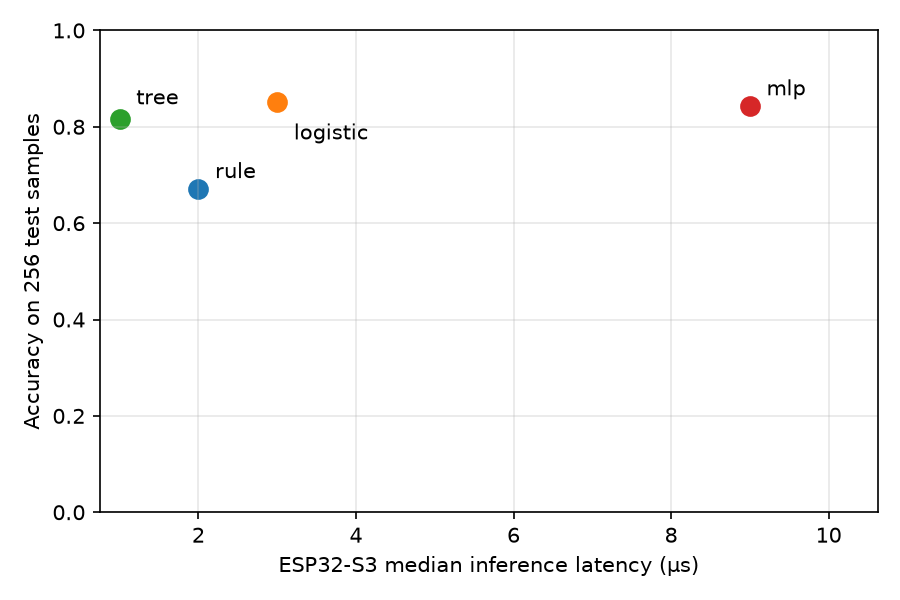 1.0
tree
mlp
logistic
0.8
rule
0.6
0.4
0.2
0.0
Accuracy on 256 test samples
2 4 6 8 10
ESP32-S3 median inference latency (µs)